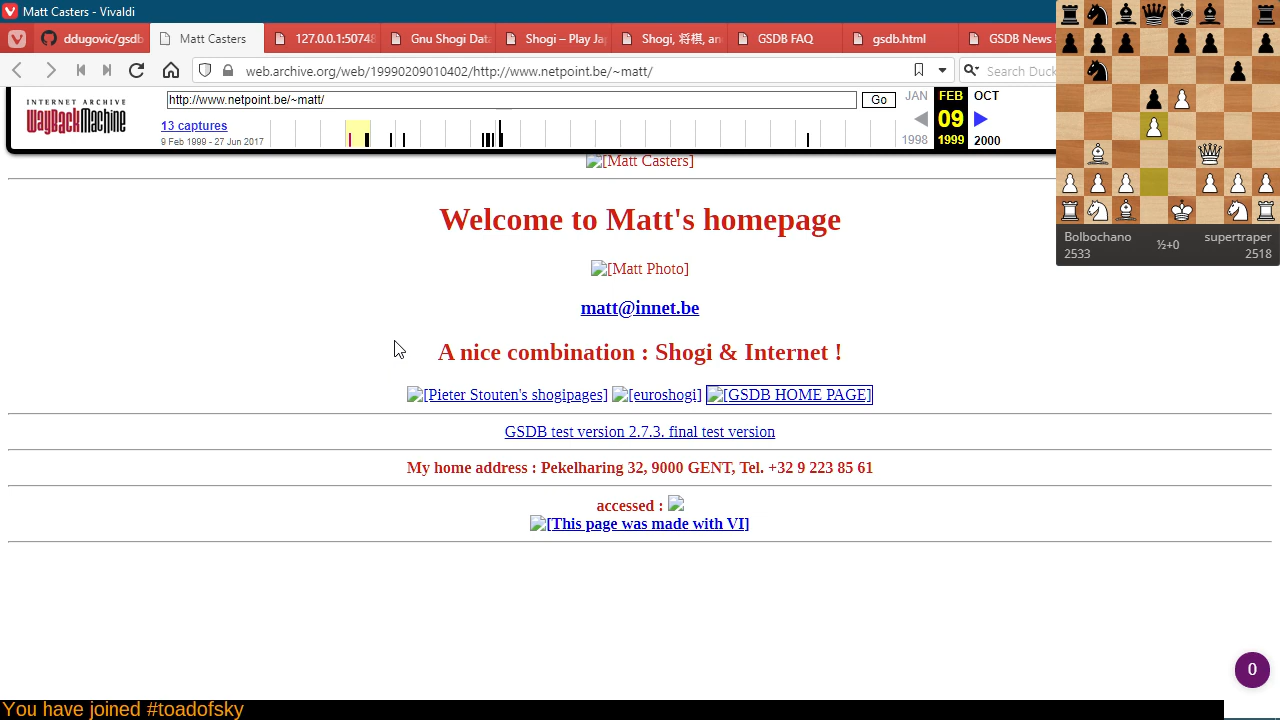 Matt Casters - Vivaldi
ddugovic/gsdb
Matt Casters
127.0.0.1:50748
Gnu Shogi Data
Shogi – Play Ja
Shogi, 将棋, an
GSDB FAQ
gsdb.html
GSDB News
web.archive.org/web/19990209010402/http://www.netpoint.be/~matt/
Search Duck
INTERNET ARCHIVE
WayBackMachine
http://www.netpoint.be/~matt/
Go
JAN
FEB
OCT
13 captures
09
9 Feb 1999 - 27 Jun 2017
1998
1999
2000
[Matt Casters]
Welcome to Matt's homepage
[Matt Photo]
matt@innet.be
A nice combination : Shogi & Internet !
[Pieter Stouten's shogipages] [euroshogi] [GSDB HOME PAGE]
GSDB test version 2.7.3. final test version
My home address : Pekelharing 32, 9000 GENT, Tel. +32 9 223 85 61
accessed :
[This page was made with VI]
Bolbochano
2533
½+0
supertraper
2518
0
You have joined #toadofsky